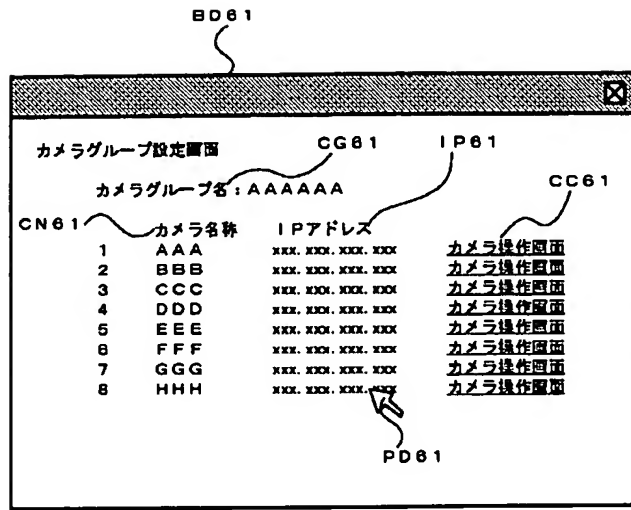 BD61
カメラグループ設定画面 CG61 IP61
カメラグループ名:AAAAAA CC61
CN61 カメラ名称 IPアドレス
1 AAA xxx.xxx.xxx.xxx カメラ操作画面
2 BBB xxx.xxx.xxx.xxx カメラ操作画面
3 CCC xxx.xxx.xxx.xxx カメラ操作画面
4 DDD xxx.xxx.xxx.xxx カメラ操作画面
5 EEE xxx.xxx.xxx.xxx カメラ操作画面
6 FFF xxx.xxx.xxx.xxx カメラ操作画面
7 GGG xxx.xxx.xxx.xxx カメラ操作画面
8 HHH xxx.xxx.xxx.xxx カメラ操作画面
PD61